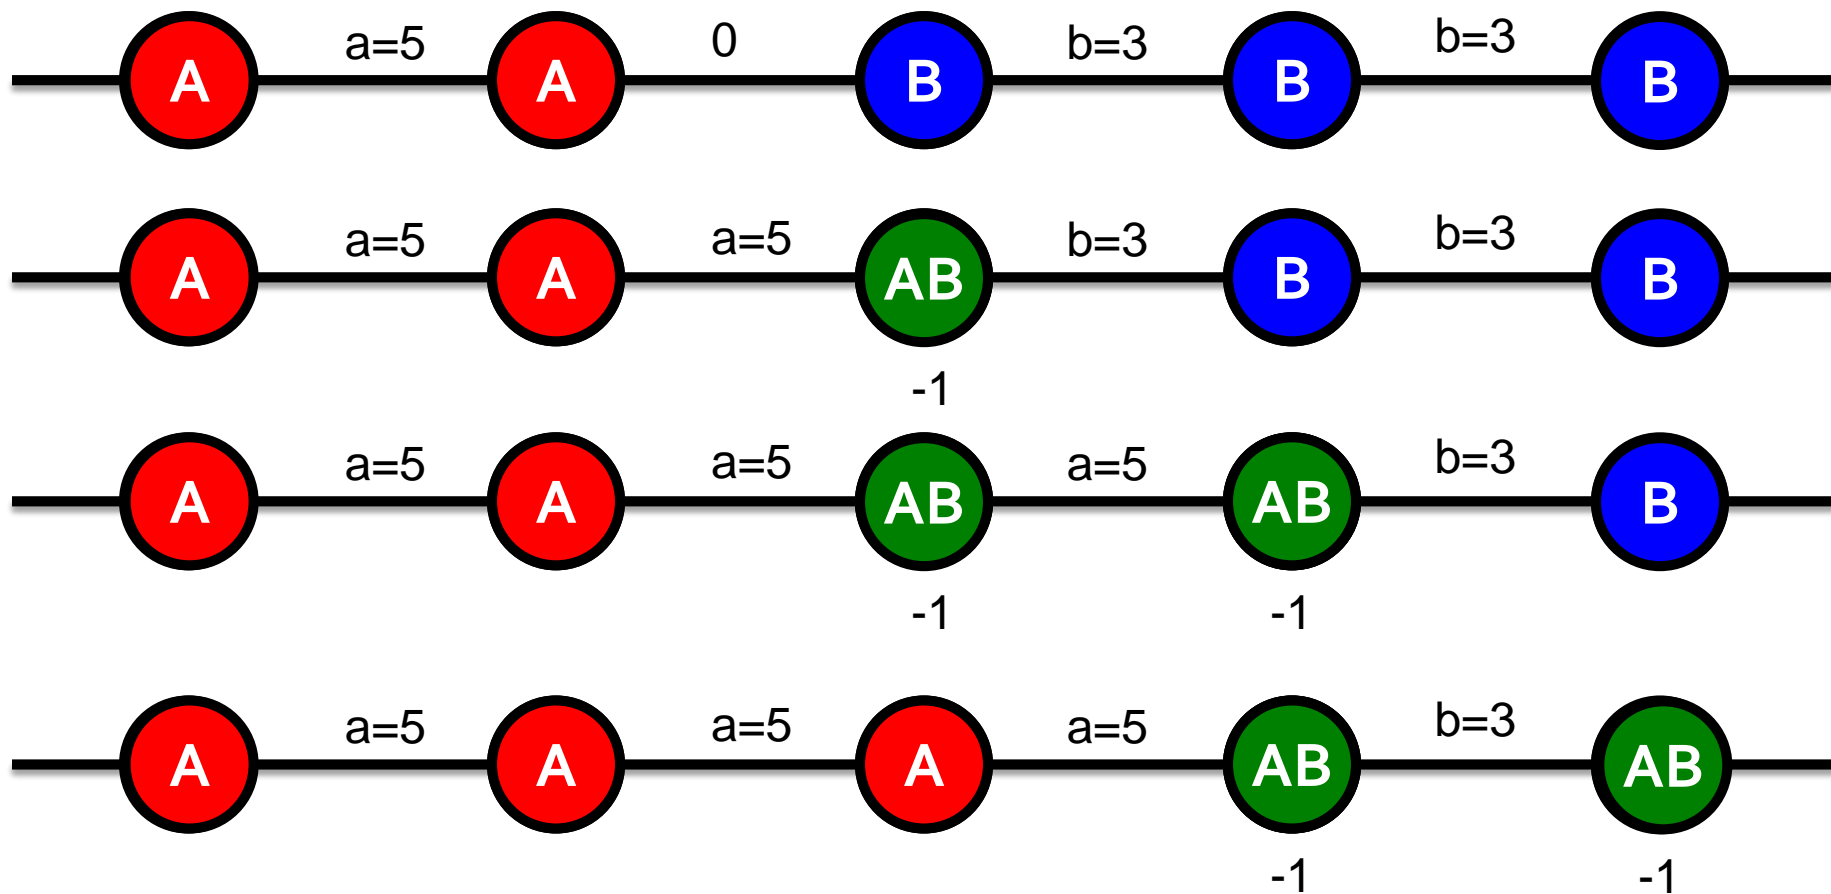 a=5 0 b=3 b=3
A A B B B
a=5 a=5 b=3 b=3
A A AB B B
-1
a=5 a=5 a=5 b=3
A A AB AB B
-1 -1
a=5 a=5 a=5 b=3
A A A AB AB
-1 -1